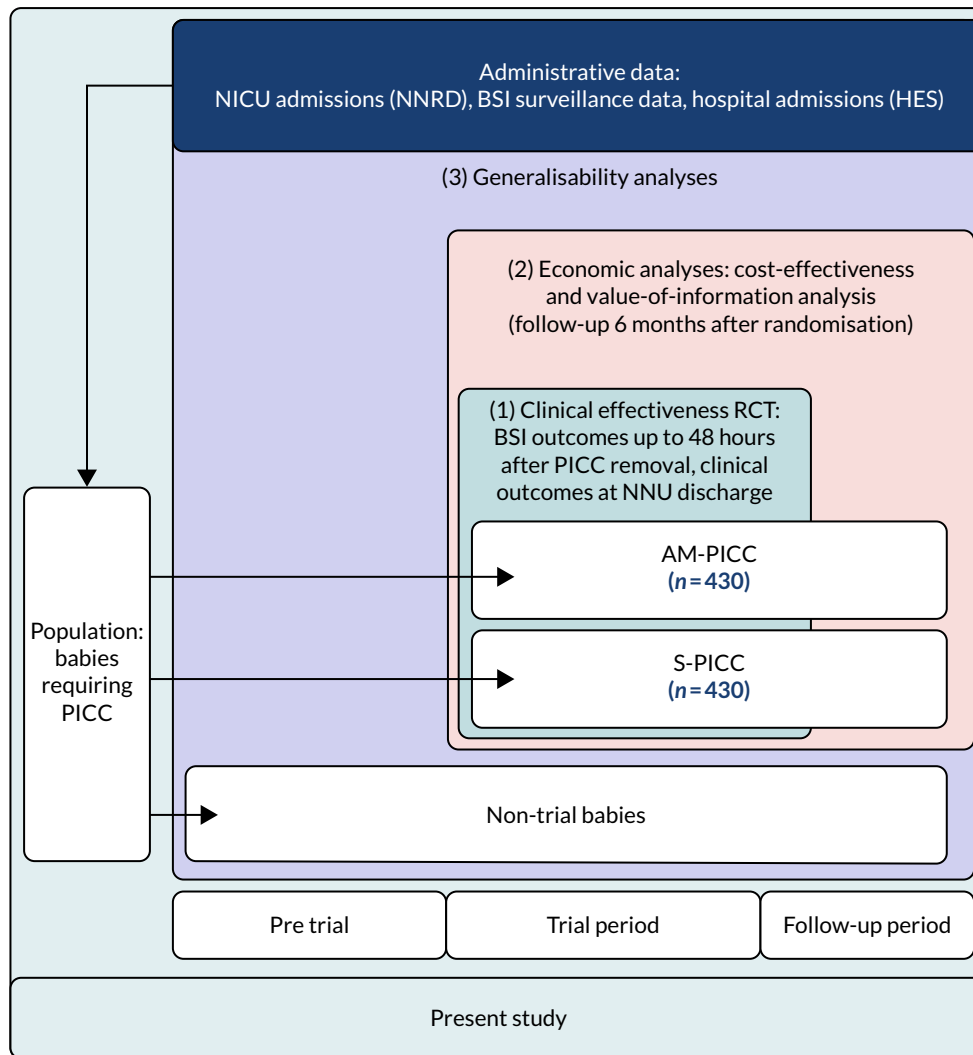 Administrative data:
NICU admissions (NNRD), BSI surveillance data, hospital admissions (HES)
(3) Generalisability analyses
(2) Economic analyses: cost-effectiveness
and value-of-information analysis
(follow-up 6 months after randomisation)
(1) Clinical effectiveness RCT:
BSI outcomes up to 48 hours
after PICC removal, clinical
outcomes at NNU discharge
AM-PICC
(n = 430)
Population:
babies
requiring
PICC
S-PICC
(n = 430)
Non-trial babies
Pre trial
Trial period
Follow-up period
Present study